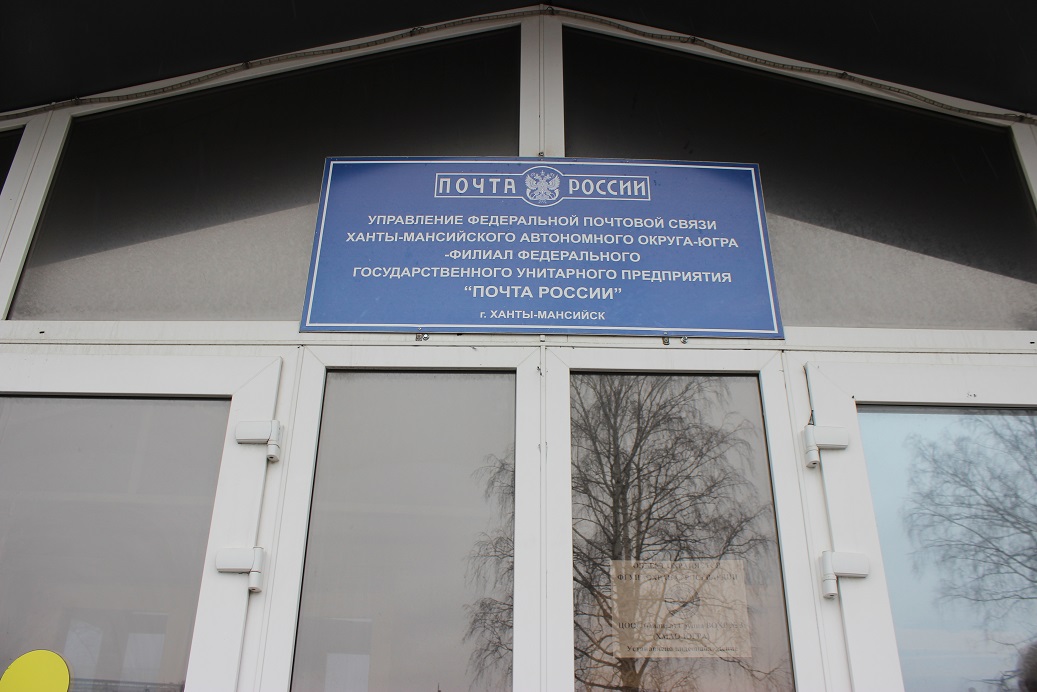 ПОЧТА РОССИИ
УПРАВЛЕНИЕ ФЕДЕРАЛЬНОЙ ПОЧТОВОЙ СВЯЗИ
ХАНТЫ-МАНСИЙСКОГО АВТОНОМНОГО ОКРУГА-ЮГРА
-ФИЛИАЛ ФЕДЕРАЛЬНОГО
ГОСУДАРСТВЕННОГО УНИТАРНОГО ПРЕДПРИЯТИЯ
“ПОЧТА РОССИИ”
г. ХАНТЫ-МАНСИЙСК